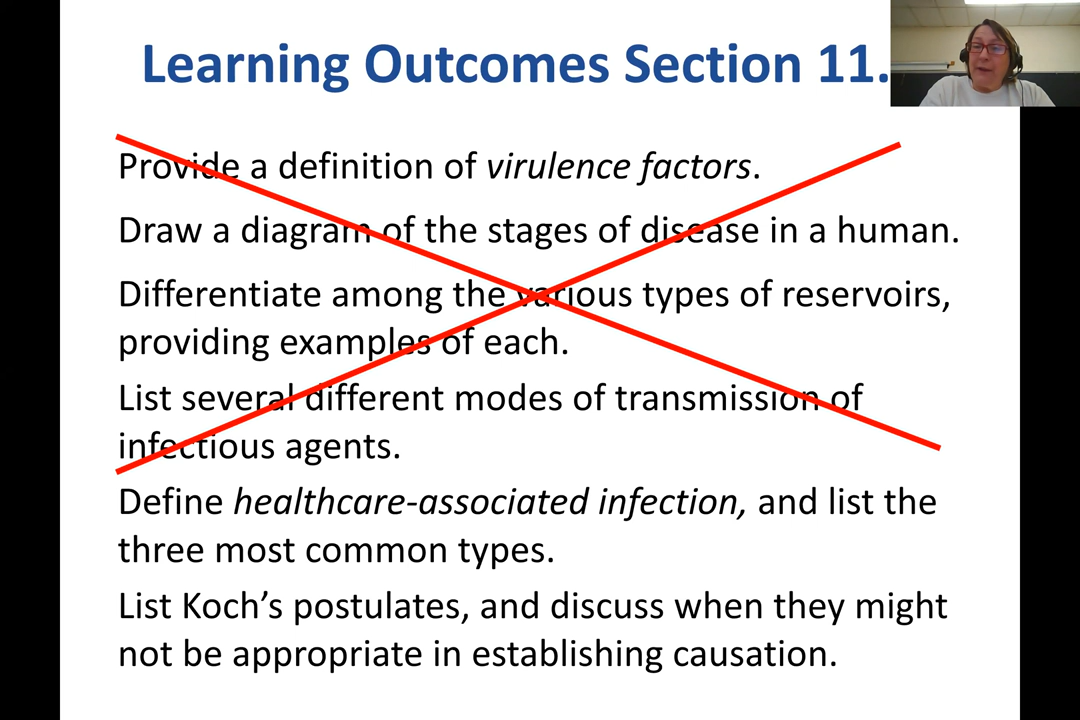 Learning Outcomes Section 11.
Provide a definition of virulence factors.
Draw a diagram of the stages of disease in a human.
Differentiate among the various types of reservoirs,
providing examples of each.
List several different modes of transmission of
infectious agents.
Define healthcare-associated infection, and list the
three most common types.
List Koch’s postulates, and discuss when they might
not be appropriate in establishing causation.